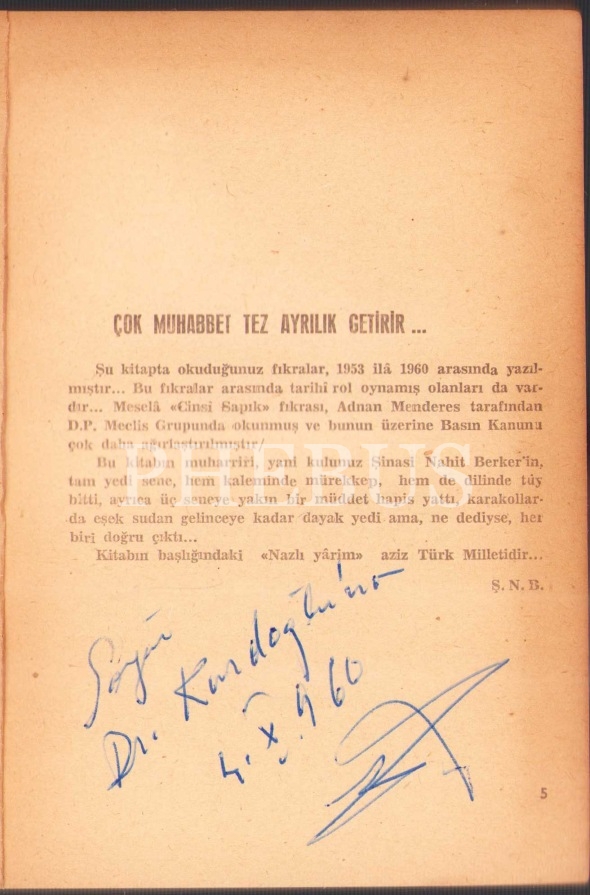 ÇOK MUHABBET TEZ AYRILIK GETİRİR ...
Şu kitapta okuduğunuz fıkralar, 1953 ilâ 1960 arasında yazıl-
mıştır... Bu fıkralar arasında tarihî rol oynamış olanları da var-
dır... Meselâ «Cinsî Sapık» fıkrası, Adnan Menderes tarafından
D.P. Meclis Grupunda okunmuş ve bunun üzerine Basın Kanunu
çok daha ağırlaştırılmıştır/
Bu kitabın muharriri, yani kulunuz Şinasi Nahit Berker'in,
tam yedi sene, hem kaleminde mürekkep, hem de dilinde tüy
bitti, ayrıca üç seneye yakın bir müddet hapis yattı, karakollar-
da eşek sudan gelinceye kadar dayak yedi ama, ne dediyse, her
biri doğru çıktı...
Kitabın başlığındaki «Nazlı yârim» aziz Türk Milletidir...
Ş. N. B.
PHEBUS
Sayın
Dr. Kurdoğlu'na
4.X.960
5